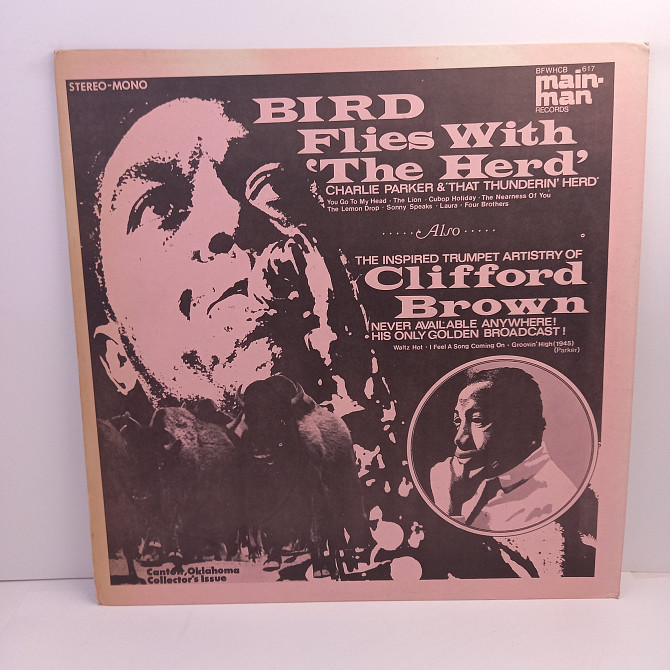 STEREO-MONO
BFWHCB 617
main-
man
RECORDS
BIRD
Flies With
'The Herd'
CHARLIE PARKER & 'THAT THUNDERIN' HERD'
You Go To My Head · The Lion · Cubop Holiday · The Nearness Of You
The Lemon Drop · Sonny Speaks · Laura · Four Brothers
.....Also.....
THE INSPIRED TRUMPET ARTISTRY OF
Clifford
Brown
NEVER AVAILABLE ANYWHERE!
HIS ONLY GOLDEN BROADCAST!
Waltz Hot · I Feel A Song Coming On · Groovin' High (1945)
(Parker)
Canton, Oklahoma
Collector's Issue